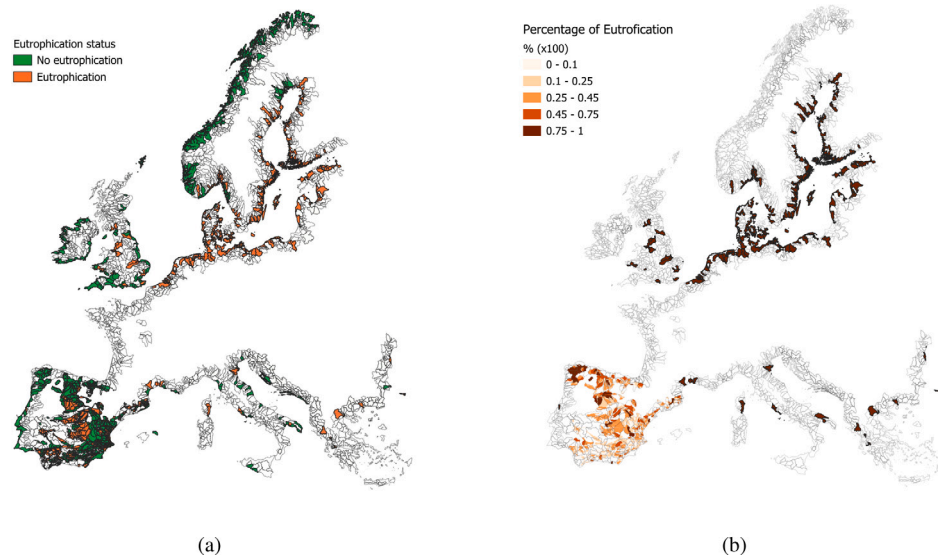 Eutrophication status
No eutrophication
Eutrophication
Percentage of Eutrofication
% (x100)
0 - 0.1
0.1 - 0.25
0.25 - 0.45
0.45 - 0.75
0.75 - 1
(a)
(b)